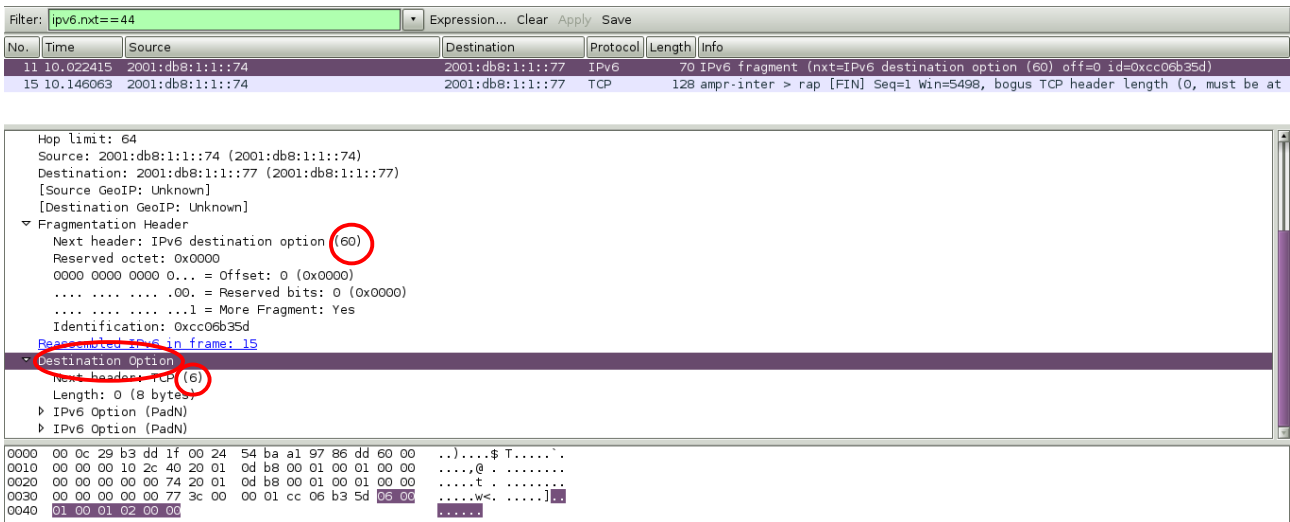 Filter: ipv6.nxt==44 Expression... Clear Apply Save
No. Time Source Destination Protocol Length Info
11 10.022415 2001:db8:1:1::74 2001:db8:1:1::77 IPv6 70 IPv6 fragment (nxt=IPv6 destination option (60) off=0 id=0xcc06b35d)
15 10.146063 2001:db8:1:1::74 2001:db8:1:1::77 TCP 128 ampr-inter > rap [FIN] Seq=1 Win=5498, bogus TCP header length (0, must be at
Hop limit: 64
Source: 2001:db8:1:1::74 (2001:db8:1:1::74)
Destination: 2001:db8:1:1::77 (2001:db8:1:1::77)
[Source GeoIP: Unknown]
[Destination GeoIP: Unknown]
Fragmentation Header
Next header: IPv6 destination option (60)
Reserved octet: 0x0000
0000 0000 0000 0... = Offset: 0 (0x0000)
.... .... .... .00. = Reserved bits: 0 (0x0000)
.... .... .... ...1 = More Fragment: Yes
Identification: 0xcc06b35d
Reassembled IPv6 in frame: 15
Destination Option
Next header: TCP (6)
Length: 0 (8 bytes)
IPv6 Option (PadN)
IPv6 Option (PadN)
0000 00 0c 29 b3 dd 1f 00 24 54 ba a1 97 86 dd 60 00 ..)....$ T.....`.
0010 00 00 00 10 2c 40 20 01 0d b8 00 01 00 01 00 00 ....,@ . ........
0020 00 00 00 00 00 74 20 01 0d b8 00 01 00 01 00 00 .....t . ........
0030 00 00 00 00 00 77 3c 00 00 01 cc 06 b3 5d 06 00 .....w<. .....]..
0040 01 00 01 02 00 00 ......